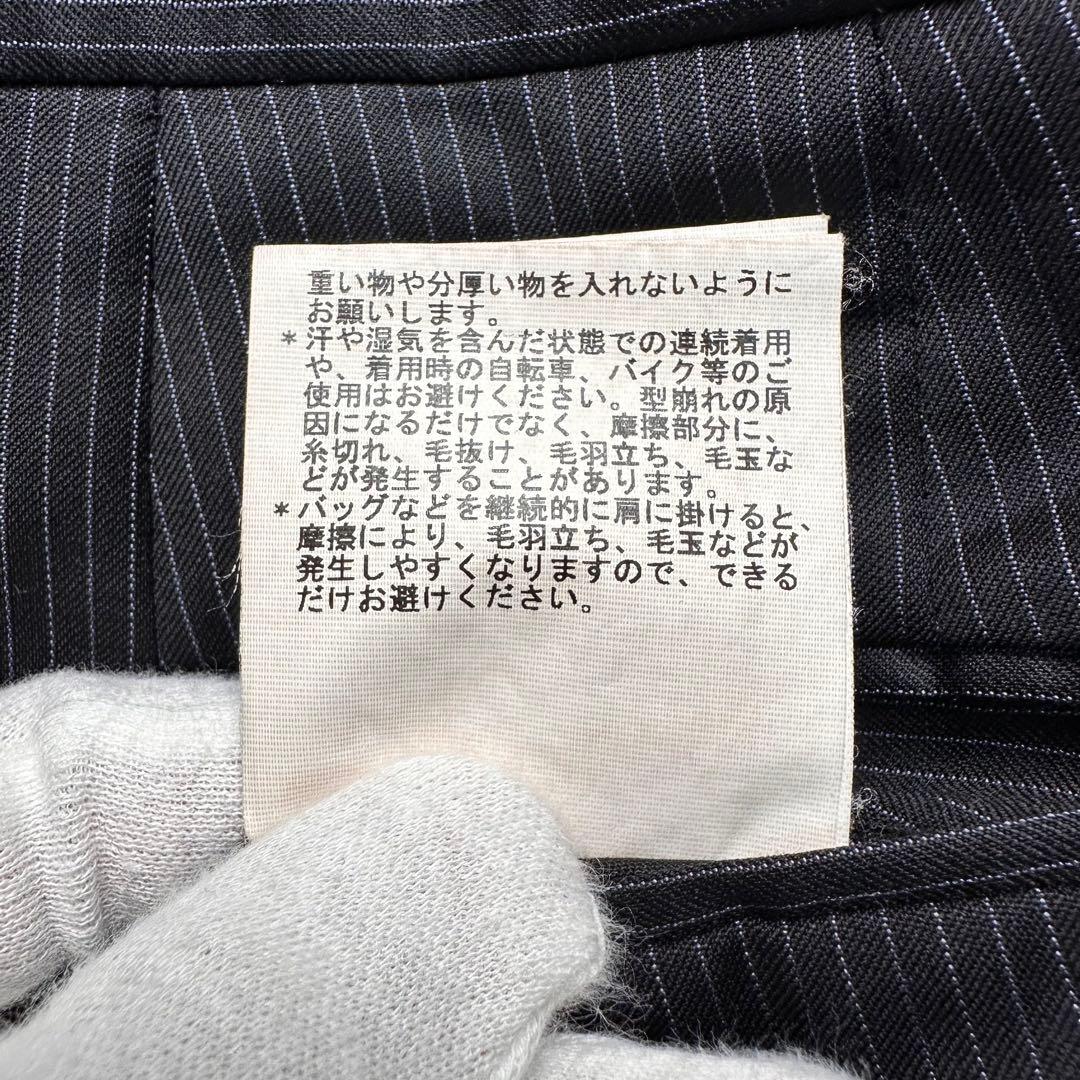 重い物や分厚い物を入れないように
お願いします。
*汗や湿気を含んだ状態での連続着用
や、着用時の自転車、バイク等のご
使用はお避けください。型崩れの原
因になるだけでなく、摩擦部分に、
糸切れ、毛抜け、毛羽立ち、毛玉な
どが発生することがあります。
*バッグなどを継続的に肩に掛けると、
摩擦により、毛羽立ち、毛玉などが
発生しやすくなりますので、できる
だけお避けください。